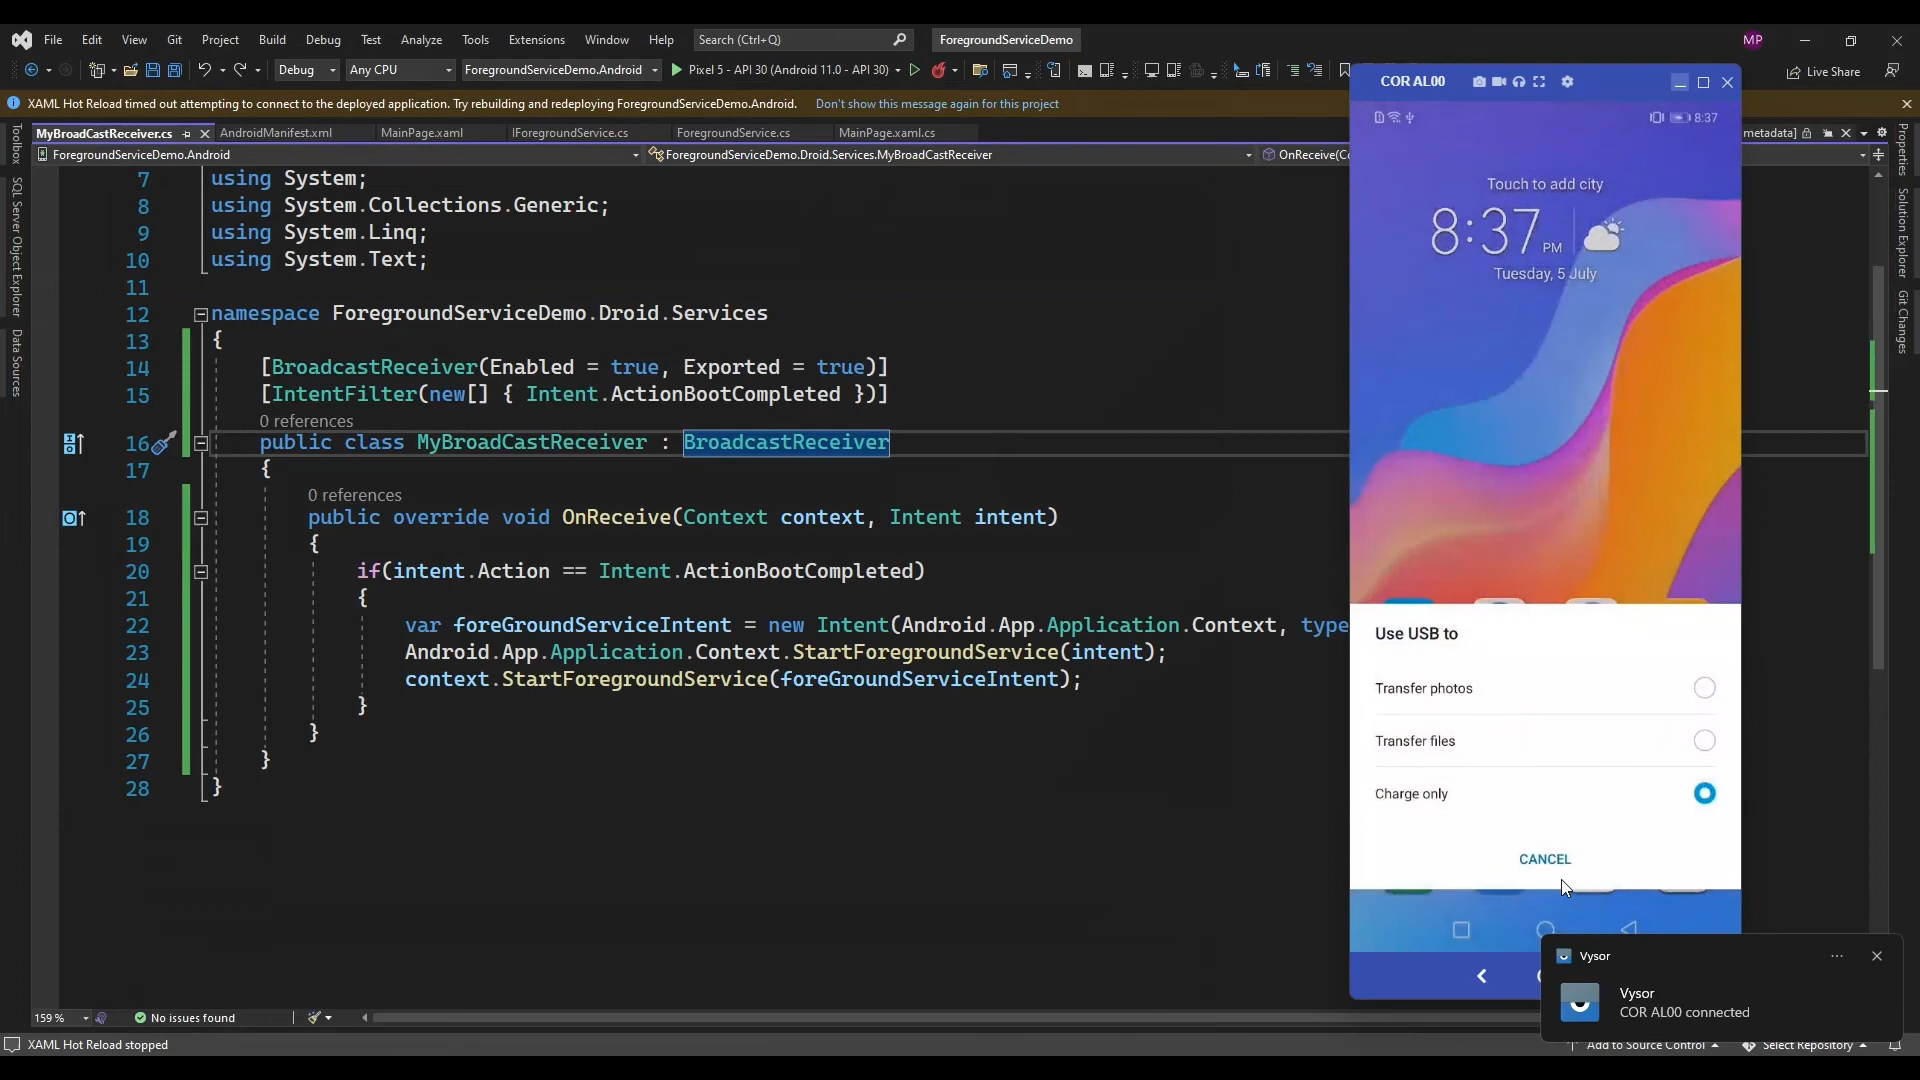 File Edit View Git Project Build Debug Test Analyze Tools Extensions Window Help Search (Ctrl+Q) ForegroundServiceDemo MP
Debug Any CPU ForegroundServiceDemo.Android Pixel 5 - API 30 (Android 11.0 - API 30) Live Share
XAML Hot Reload timed out attempting to connect to the deployed application. Try rebuilding and redeploying ForegroundServiceDemo.Android. Don't show this message again for this project
MyBroadCastReceiver.cs AndroidManifest.xml MainPage.xaml IForegroundService.cs ForegroundService.cs MainPage.xaml.cs metadata]
ForegroundServiceDemo.Android ForegroundServiceDemo.Droid.Services.MyBroadCastReceiver OnReceive(Co
Toolbox
SQL Server Object Explorer
Data Sources
7 using System;
8 using System.Collections.Generic;
9 using System.Linq;
10 using System.Text;
11
12 namespace ForegroundServiceDemo.Droid.Services
13 {
14 [BroadcastReceiver(Enabled = true, Exported = true)]
15 [IntentFilter(new[] { Intent.ActionBootCompleted })]
0 references
16 public class MyBroadCastReceiver : BroadcastReceiver
17 {
0 references
18 public override void OnReceive(Context context, Intent intent)
19 {
20 if(intent.Action == Intent.ActionBootCompleted)
21 {
22 var foreGroundServiceIntent = new Intent(Android.App.Application.Context, type
23 Android.App.Application.Context.StartForegroundService(intent);
24 context.StartForegroundService(foreGroundServiceIntent);
25 }
26 }
27 }
28 }
159 % No issues found
XAML Hot Reload stopped
Add to Source Control Select Repository
COR AL00
8:37
Touch to add city
8:37 PM
Tuesday, 5 July
Use USB to
Transfer photos
Transfer files
Charge only
CANCEL
Vysor
Vysor
COR AL00 connected
Properties
Solution Explorer
Git Changes